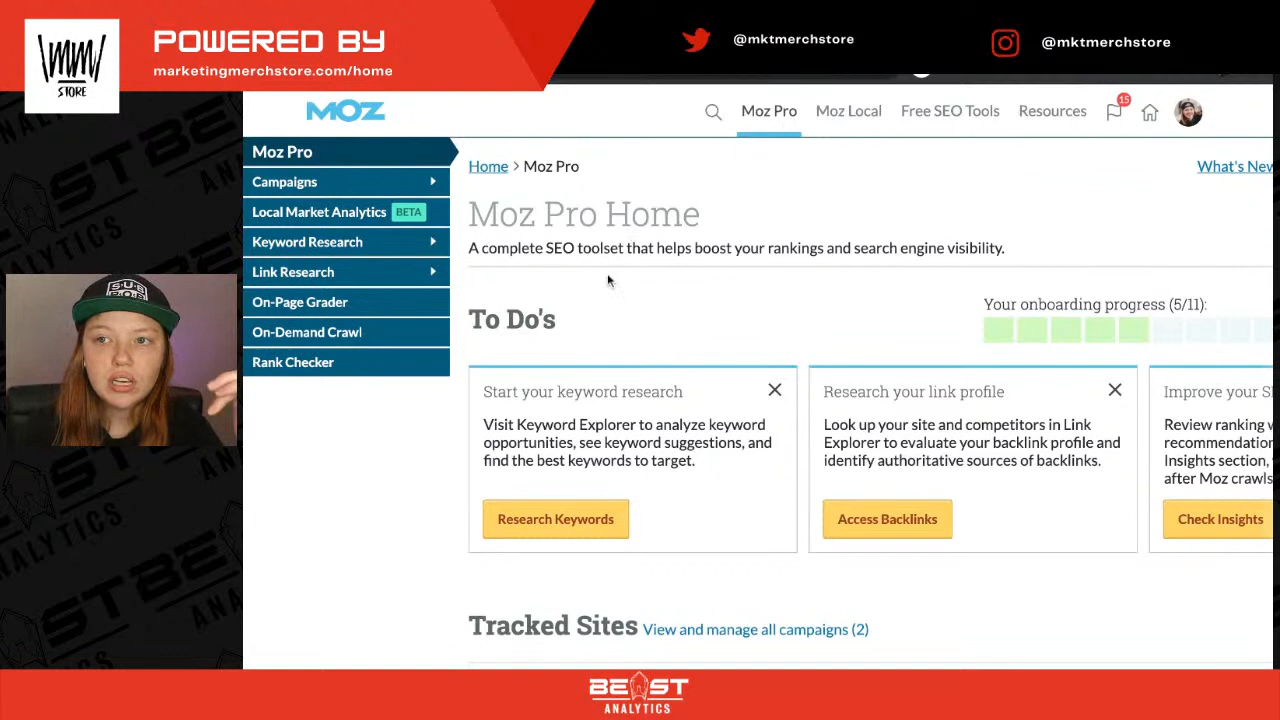 STORE
POWERED BY
marketingmerchstore.com/home
@mktmerchstore
@mktmerchstore
MOZ
Moz Pro
Moz Local
Free SEO Tools
Resources
15
Moz Pro
Campaigns
Local Market Analytics BETA
Keyword Research
Link Research
On-Page Grader
On-Demand Crawl
Rank Checker
Home > Moz Pro
What's New
Moz Pro Home
A complete SEO toolset that helps boost your rankings and search engine visibility.
To Do's
Your onboarding progress (5/11):
Start your keyword research
Visit Keyword Explorer to analyze keyword
opportunities, see keyword suggestions, and
find the best keywords to target.
Research Keywords
Research your link profile
Look up your site and competitors in Link
Explorer to evaluate your backlink profile and
identify authoritative sources of backlinks.
Access Backlinks
Improve your
Review ranking
recommendation
Insights section,
after Moz crawls
Check Insights
Tracked Sites View and manage all campaigns (2)
BEAST
ANALYTICS